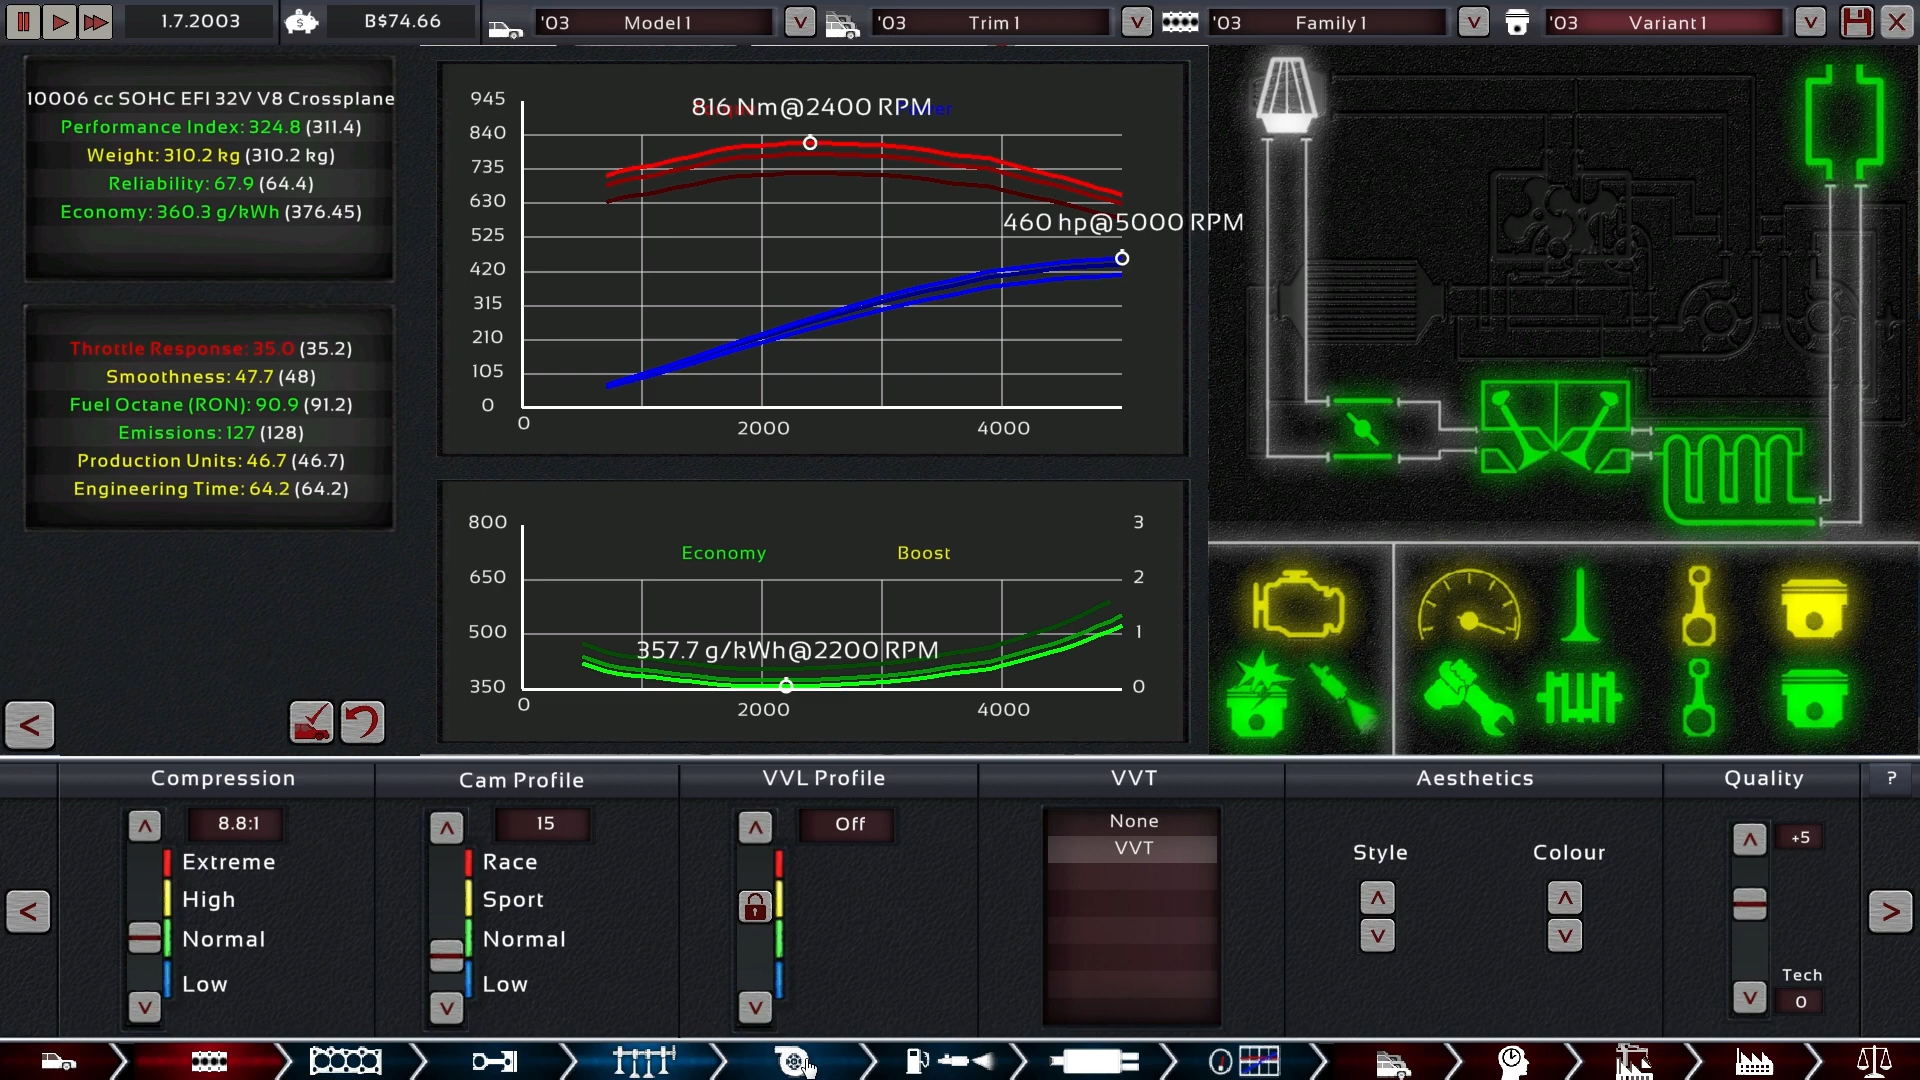 1.7.2003
B$74.66
'03 Model 1
'03 Trim 1
'03 Family 1
'03 Variant 1
10006 cc SOHC EFI 32V V8 Crossplane
Performance Index: 324.8 (311.4)
Weight: 310.2 kg (310.2 kg)
Reliability: 67.9 (64.4)
Economy: 360.3 g/kWh (376.45)
Throttle Response: 35.0 (35.2)
Smoothness: 47.7 (48)
Fuel Octane (RON): 90.9 (91.2)
Emissions: 127 (128)
Production Units: 46.7 (46.7)
Engineering Time: 64.2 (64.2)
945
840
735
630
525
420
315
210
105
0
816 Nm@2400 RPM
460 hp@5000 RPM
0 2000 4000
800
650
500
350
Economy Boost
3
2
1
0
357.7 g/kWh@2200 RPM
0 2000 4000
Compression
8.8:1
Extreme
High
Normal
Low
Cam Profile
15
Race
Sport
Normal
Low
VVL Profile
Off
VVT
None
VVT
Aesthetics
Style Colour
Quality
?
+5
Tech
0